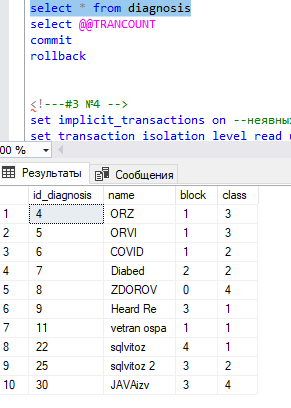 select * from diagnosis
select @@TRANCOUNT
commit
rollback
<!---#3 №4 -->
set implicit_transactions on --неявных
set transaction isolation level read u
00 %
Результаты Сообщения
id_diagnosis name block class
1 4 ORZ 1 3
2 5 ORVI 1 3
3 6 COVID 1 2
4 7 Diabed 2 2
5 8 ZDOROV 0 4
6 9 Heard Re 3 1
7 11 vetran ospa 1 1
8 22 sqlvitoz 4 1
9 25 sqlvitoz 2 3 2
10 30 JAVAizv 3 4